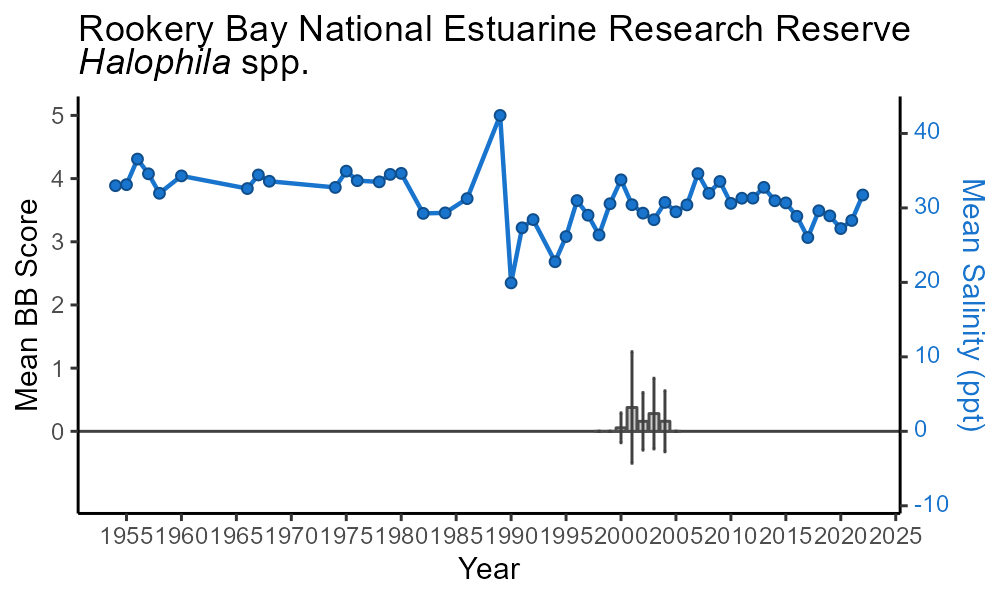 Rookery Bay National Estuarine Research Reserve
Halophila spp.
Mean BB Score
5
4
3
2
1
0
Mean Salinity (ppt)
40
30
20
10
0
-10
1955 1960 1965 1970 1975 1980 1985 1990 1995 2000 2005 2010 2015 2020 2025
Year